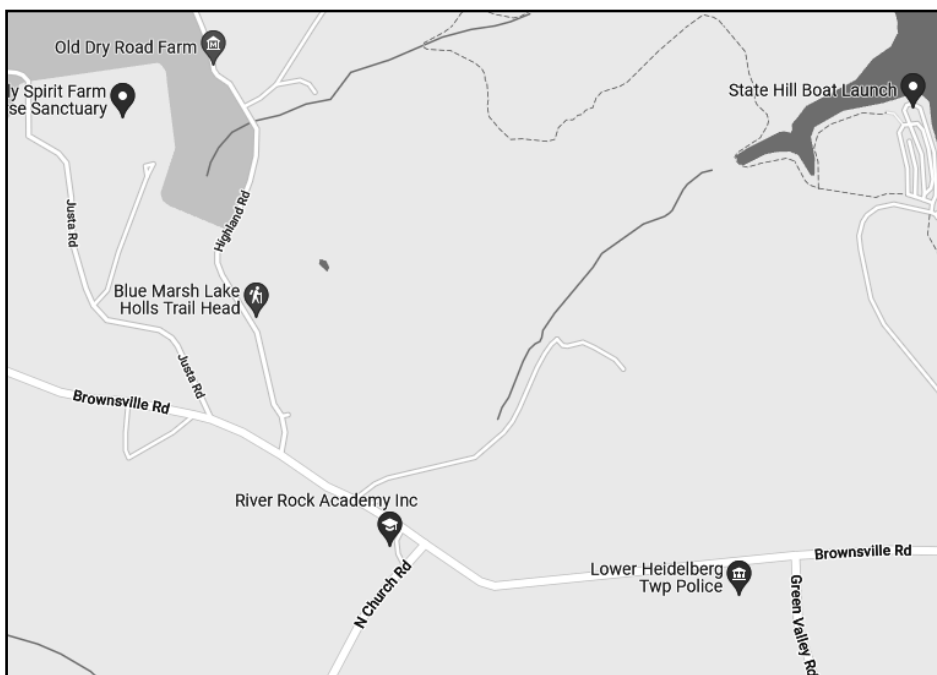 Old Dry Road Farm
ly Spirit Farm
se Sanctuary
State Hill Boat Launch
Justa Rd
Highland Rd
Blue Marsh Lake
Holls Trail Head
Justa Rd
Brownsville Rd
River Rock Academy Inc
N Church Rd
Lower Heidelberg
Twp Police
Brownsville Rd
Green Valley Rd